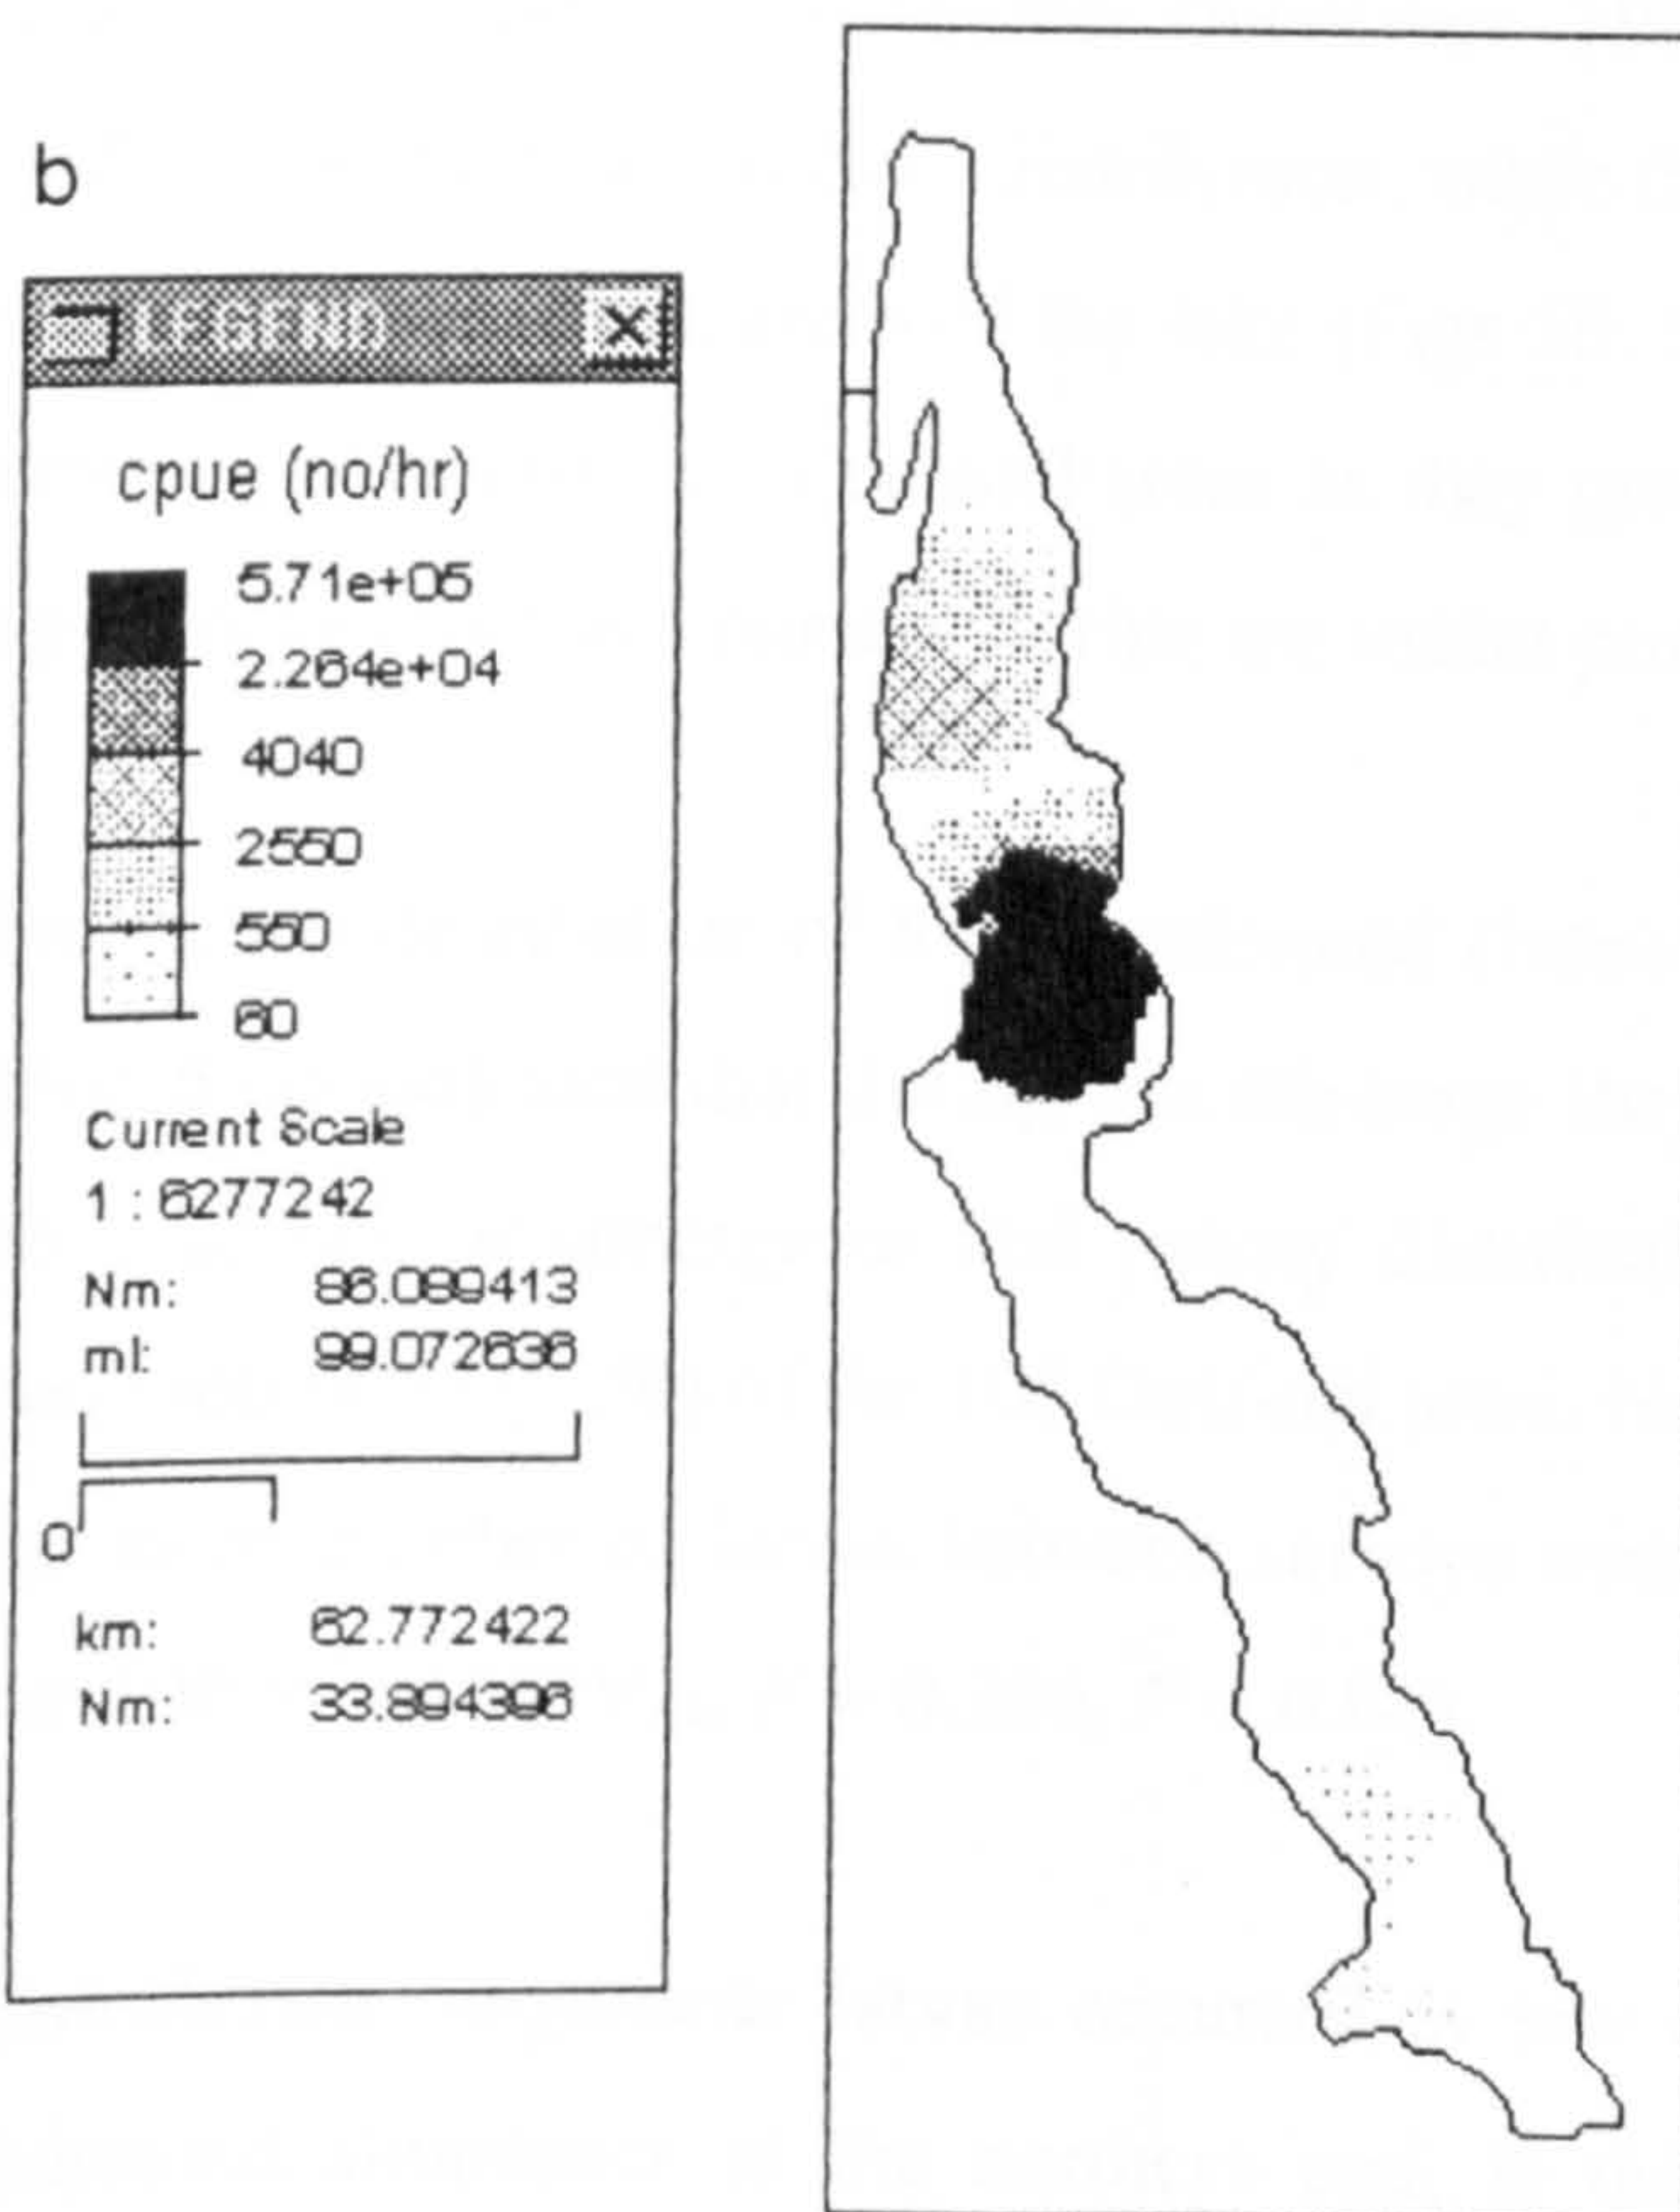 b
LEGEND
cpue (no/hr)
5.71e+05
2.264e+04
4040
2550
550
60
Current Scale
1 : 6277242
Nm: 86.089413
ml: 99.072636
0
km: 62.772422
Nm: 33.894396